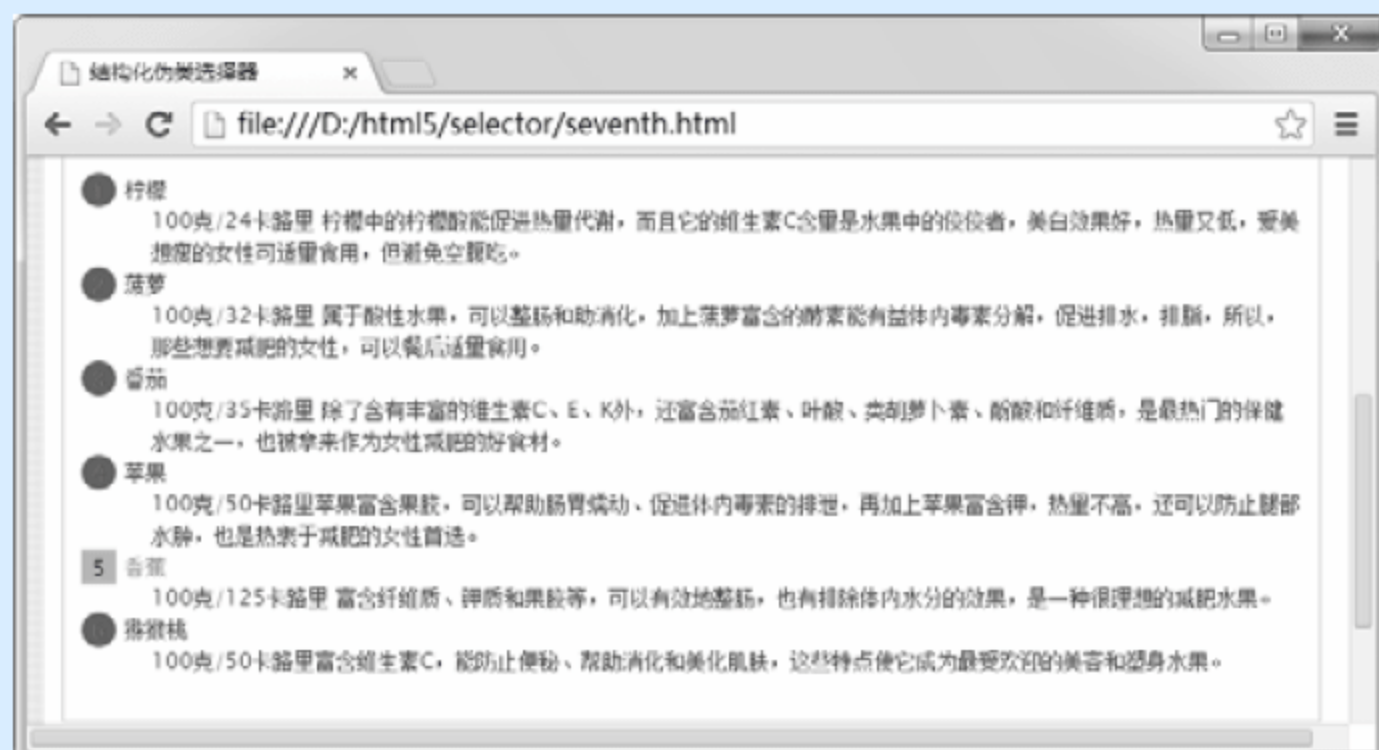 结构化伪类选择器
file:///D:/html5/selector/seventh.html
柠檬
100克/24卡路里 柠檬中的柠檬酸能促进热量代谢，而且它的维生素C含量是水果中的佼佼者，美白效果好，热量又低，爱美
想瘦的女性可适量食用，但避免空腹吃。
菠萝
100克/32卡路里 属于酸性水果，可以整肠和助消化，加上菠萝富含的酵素能有益体内毒素分解，促进排水，排脂，所以，
那些想要减肥的女性，可以餐后适量食用。
番茄
100克/35卡路里 除了含有丰富的维生素C、E、K外，还富含茄红素、叶酸、类胡萝卜素、酚酸和纤维质，是最热门的保健
水果之一，也被拿来作为女性减肥的好食材。
苹果
100克/50卡路里苹果富含果胶，可以帮助肠胃蠕动、促进体内毒素的排泄，再加上苹果富含钾，热量不高，还可以防止腿部
水肿，也是热衷于减肥的女性首选。
5 香蕉
100克/125卡路里 富含纤维质、钾质和果胶等，可以有效地整肠，也有排除体内水分的效果，是一种很理想的减肥水果。
猕猴桃
100克/50卡路里富含维生素C，能防止便秘、帮助消化和美化肌肤，这些特点使它成为最受欢迎的美容和塑身水果。